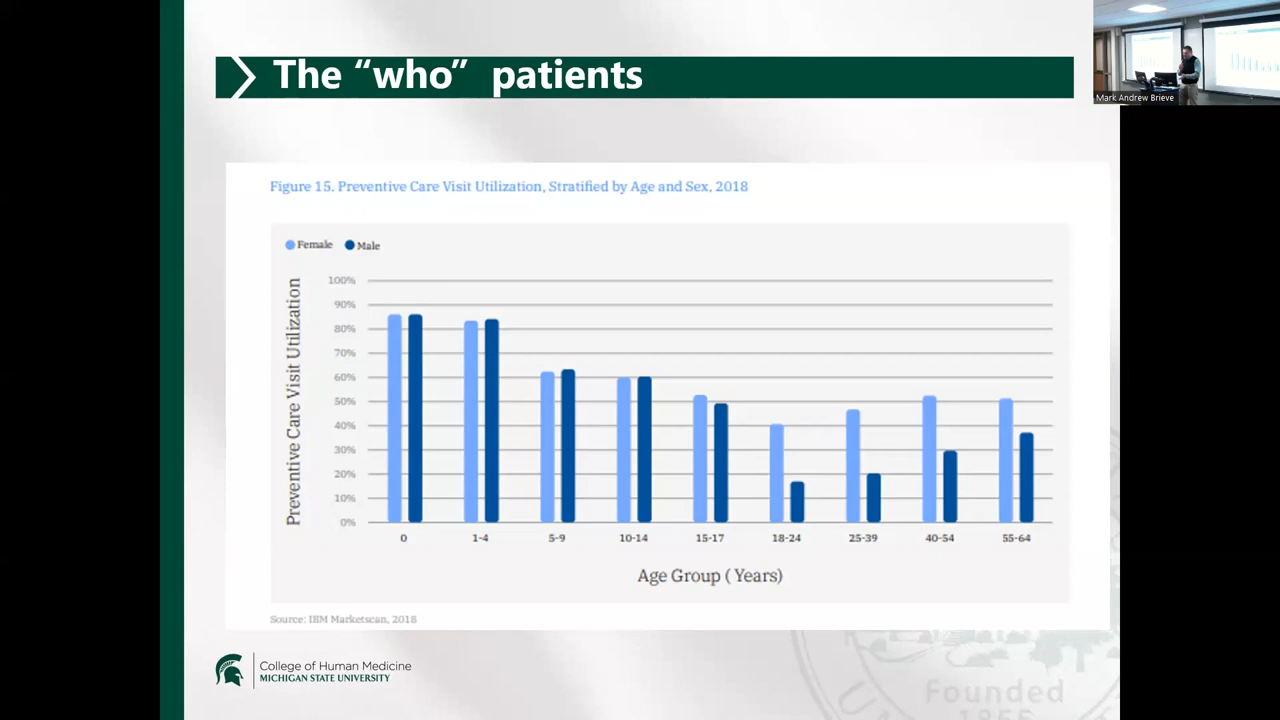 The “who” patients
Mark Andrew Brieve
Figure 15. Preventive Care Visit Utilization, Stratified by Age and Sex, 2018
Female Male
Preventive Care Visit Utilization
100%
90%
80%
70%
60%
50%
40%
30%
20%
10%
0%
0 1-4 5-9 10-14 15-17 18-24 25-39 40-54 55-64
Age Group ( Years)
Source: IBM Marketscan, 2018
College of Human Medicine
MICHIGAN STATE UNIVERSITY
Founded
1855